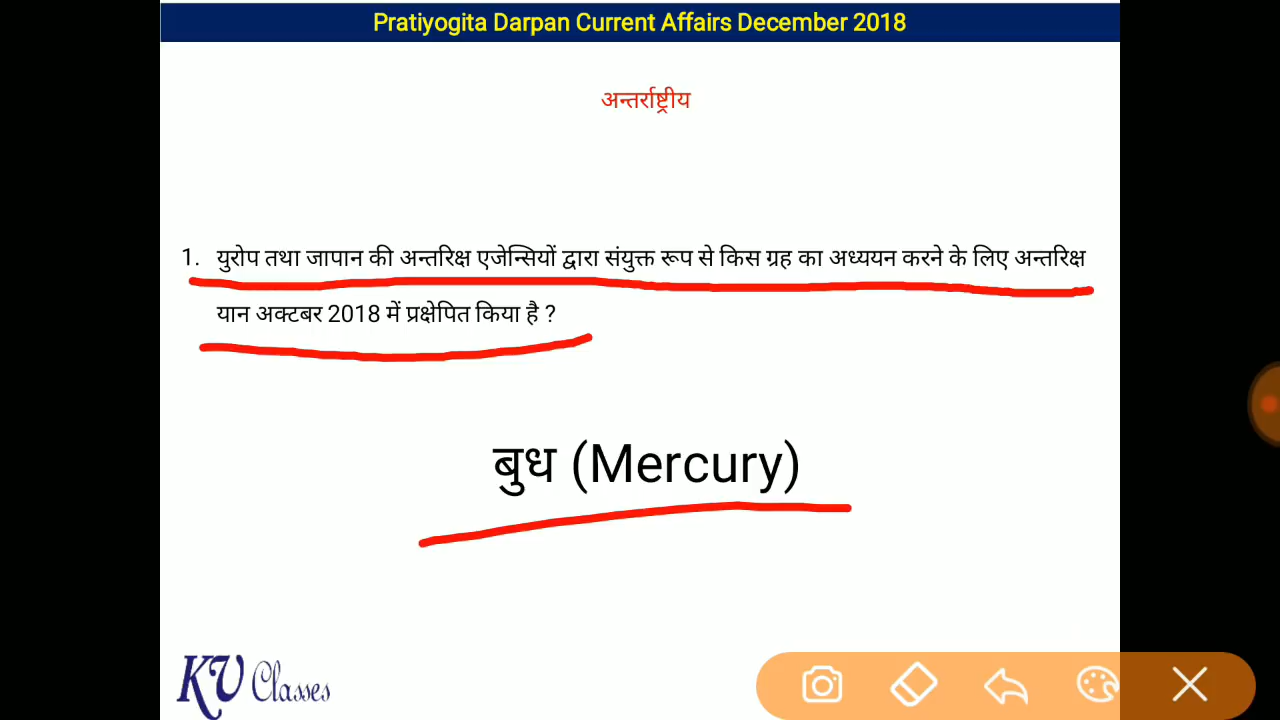 Pratiyogita Darpan Current Affairs December 2018
अन्तर्राष्ट्रीय
1. युरोप तथा जापान की अन्तरिक्ष एजेन्सियों द्वारा संयुक्त रूप से किस ग्रह का अध्ययन करने के लिए अन्तरिक्ष
यान अक्टबर 2018 में प्रक्षेपित किया है ?
बुध (Mercury)
KV Classes